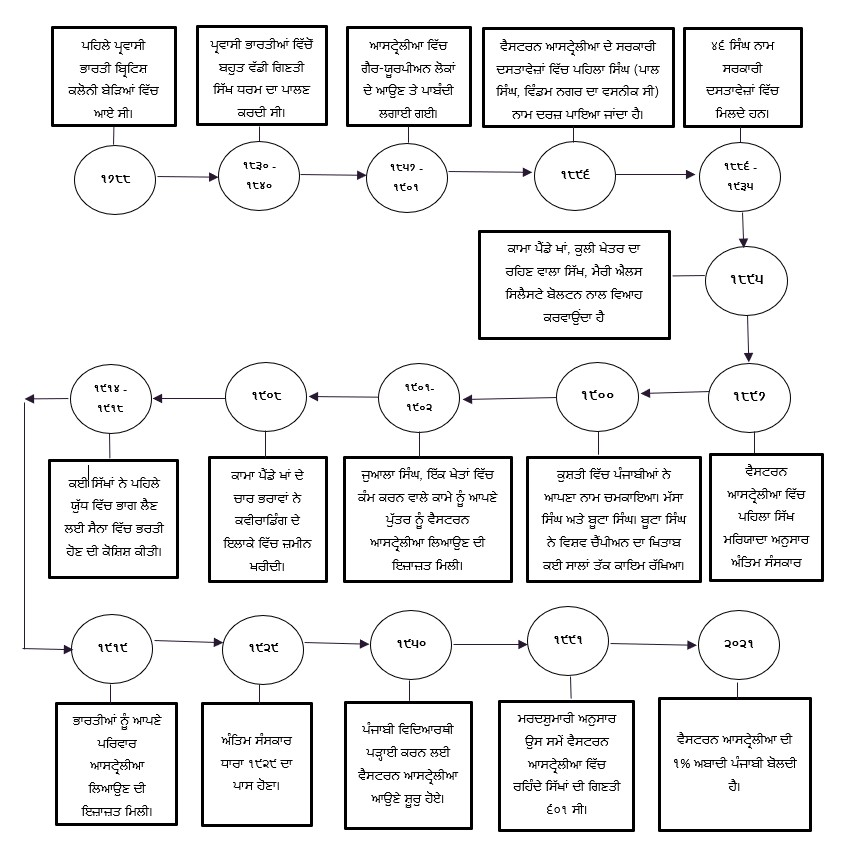 ਪਹਿਲੇ ਪ੍ਰਵਾਸੀ
ਭਾਰਤੀ ਬ੍ਰਿਟਿਸ਼
ਕਲੋਨੀ ਬੇੜਿਆਂ ਵਿੱਚ
ਆਏ ਸੀ।
੧੭੮੮
ਪ੍ਰਵਾਸੀ ਭਾਰਤੀਆਂ ਵਿੱਚੋਂ
ਬਹੁਤ ਵੱਡੀ ਗਿਣਤੀ
ਸਿੱਖ ਧਰਮ ਦਾ ਪਾਲਣ
ਕਰਦੀ ਸੀ।
੧੮੩੦ -
੧੮੪੦
ਆਸਟ੍ਰੇਲੀਆ ਵਿੱਚ
ਗੈਰ-ਯੂਰਪੀਅਨ ਲੋਕਾਂ
ਦੇ ਆਉਣ ਤੇ ਪਾਬੰਦੀ
ਲਗਾਈ ਗਈ।
੧੮੫੭ -
੧੯੦੧
ਵੈਸਟਰਨ ਆਸਟ੍ਰੇਲੀਆ ਦੇ ਸਰਕਾਰੀ
ਦਸਤਾਵੇਜ਼ਾਂ ਵਿੱਚ ਪਹਿਲਾ ਸਿੰਘ (ਪਾਲ
ਸਿੰਘ, ਵਿੰਡਮ ਨਗਰ ਦਾ ਵਸਨੀਕ ਸੀ)
ਨਾਮ ਦਰਜ਼ ਪਾਇਆ ਜਾਂਦਾ ਹੈ।
੧੮੯੬
੪੬ ਸਿੰਘ ਨਾਮ
ਸਰਕਾਰੀ
ਦਸਤਾਵੇਜ਼ਾਂ ਵਿੱਚ
ਮਿਲਦੇ ਹਨ।
੧੮੮੬ -
੧੯੩੫
ਕਾਮਾ ਪੈਂਡੇ ਖਾਂ, ਕੁਲੀ ਖੇਤਰ ਦਾ
ਰਹਿਣ ਵਾਲਾ ਸਿੱਖ, ਮੈਰੀ ਐਲਸ
ਸਿਲੈਸਟੇ ਬੋਲਟਨ ਨਾਲ ਵਿਆਹ
ਕਰਵਾਉਂਦਾ ਹੈ
੧੮੯੫
੧੮੯੭
ਵੈਸਟਰਨ
ਆਸਟ੍ਰੇਲੀਆ ਵਿੱਚ
ਪਹਿਲਾ ਸਿੱਖ
ਮਰਿਯਾਦਾ ਅਨੁਸਾਰ
ਅੰਤਿਮ ਸੰਸਕਾਰ
੧੯੦੦
ਕੁਸ਼ਤੀ ਵਿੱਚ ਪੰਜਾਬੀਆਂ ਨੇ
ਆਪਣਾ ਨਾਮ ਚਮਕਾਇਆ। ਮੱਸਾ
ਸਿੰਘ ਅਤੇ ਬੂਟਾ ਸਿੰਘ। ਬੂਟਾ ਸਿੰਘ
ਨੇ ਵਿਸ਼ਵ ਚੈਂਪੀਅਨ ਦਾ ਖਿਤਾਬ
ਕਈ ਸਾਲਾਂ ਤੱਕ ਕਾਇਮ ਰੱਖਿਆ।
੧੯੦੧-
੧੯੦੨
ਜੁਆਲਾ ਸਿੰਘ, ਇੱਕ ਖੇਤਾਂ ਵਿੱਚ
ਕੰਮ ਕਰਨ ਵਾਲੇ ਕਾਮੇ ਨੂੰ ਆਪਣੇ
ਪੁੱਤਰ ਨੂੰ ਵੈਸਟਰਨ
ਆਸਟ੍ਰੇਲੀਆ ਲਿਆਉਣ ਦੀ
ਇਜ਼ਾਜ਼ਤ ਮਿਲੀ।
੧੯੦੮
ਕਾਮਾ ਪੈਂਡੇ ਖਾਂ ਦੇ
ਚਾਰ ਭਰਾਵਾਂ ਨੇ
ਕਵੀਰਾਡਿੰਗ ਦੇ
ਇਲਾਕੇ ਵਿੱਚ ਜ਼ਮੀਨ
ਖਰੀਦੀ।
੧੯੧੪ -
੧੯੧੮
ਕਈ ਸਿੱਖਾਂ ਨੇ ਪਹਿਲੇ
ਯੁੱਧ ਵਿੱਚ ਭਾਗ ਲੈਣ
ਲਈ ਸੈਨਾ ਵਿੱਚ ਭਰਤੀ
ਹੋਣ ਦੀ ਕੋਸ਼ਿਸ਼ ਕੀਤੀ।
੧੯੧੯
ਭਾਰਤੀਆਂ ਨੂੰ ਆਪਣੇ
ਪਰਿਵਾਰ
ਆਸਟ੍ਰੇਲੀਆ
ਲਿਆਉਣ ਦੀ
ਇਜ਼ਾਜ਼ਤ ਮਿਲੀ।
੧੯੨੯
ਅੰਤਿਮ ਸੰਸਕਾਰ
ਧਾਰਾ ੧੯੨੯ ਦਾ
ਪਾਸ ਹੋਣਾ।
੧੯੫੦
ਪੰਜਾਬੀ ਵਿਦਿਆਰਥੀ
ਪੜ੍ਹਾਈ ਕਰਨ ਲਈ
ਵੈਸਟਰਨ ਆਸਟ੍ਰੇਲੀਆ
ਆਉਣੇ ਸ਼ੁਰੂ ਹੋਏ।
੧੯੯੧
ਮਰਦਸ਼ੁਮਾਰੀ ਅਨੁਸਾਰ
ਉਸ ਸਮੇਂ ਵੈਸਟਰਨ
ਆਸਟ੍ਰੇਲੀਆ ਵਿੱਚ
ਰਹਿੰਦੇ ਸਿੱਖਾਂ ਦੀ ਗਿਣਤੀ
੬੦੧ ਸੀ।
੨੦੨੧
ਵੈਸਟਰਨ ਆਸਟ੍ਰੇਲੀਆ ਦੀ
੧% ਅਬਾਦੀ ਪੰਜਾਬੀ ਬੋਲਦੀ
ਹੈ।